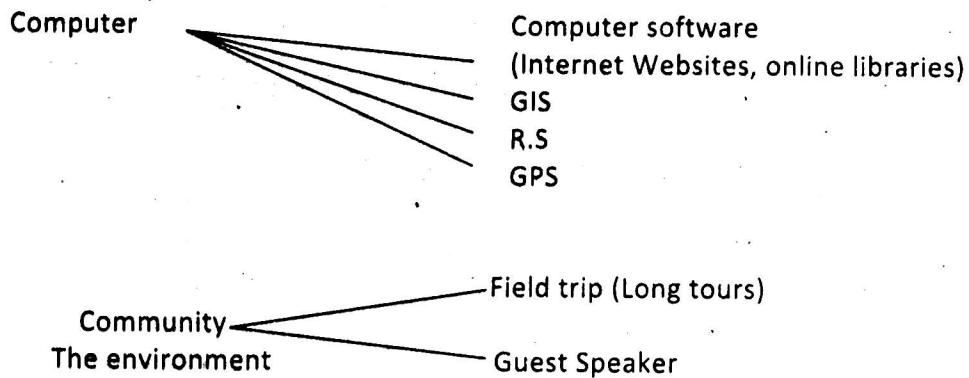 Computer
Computer software
(Internet Websites, online libraries)
GIS
R.S
GPS
Field trip (Long tours)
Community
The environment
Guest Speaker